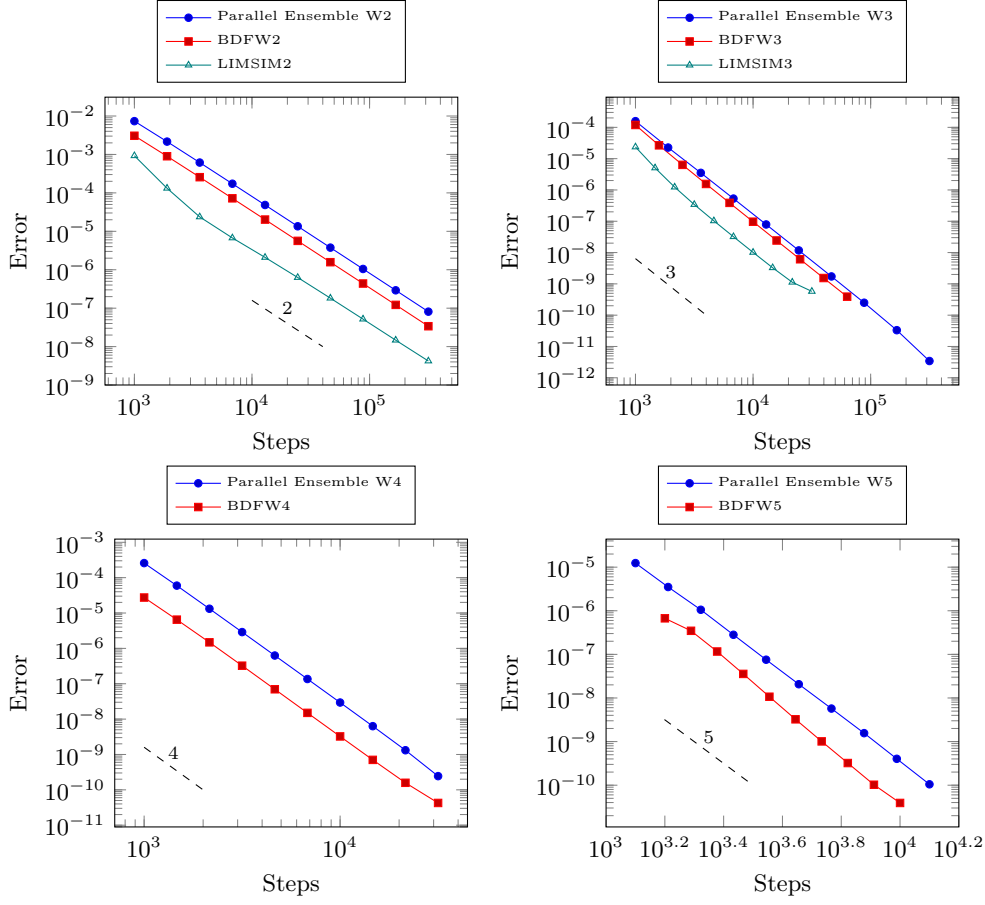 Parallel Ensemble W2
BDFW2
LIMSIM2
10^{-2}
10^{-3}
10^{-4}
10^{-5}
10^{-6}
10^{-7}
10^{-8}
10^{-9}
Error
2
10^{3}
10^{4}
10^{5}
Steps
Parallel Ensemble W3
BDFW3
LIMSIM3
10^{-4}
10^{-5}
10^{-6}
10^{-7}
10^{-8}
10^{-9}
10^{-10}
10^{-11}
10^{-12}
Error
3
10^{3}
10^{4}
10^{5}
Steps
Parallel Ensemble W4
BDFW4
10^{-3}
10^{-4}
10^{-5}
10^{-6}
10^{-7}
10^{-8}
10^{-9}
10^{-10}
10^{-11}
Error
4
10^{3}
10^{4}
Steps
Parallel Ensemble W5
BDFW5
10^{-5}
10^{-6}
10^{-7}
10^{-8}
10^{-9}
10^{-10}
Error
5
10^{3}
10^{3.2}
10^{3.4}
10^{3.6}
10^{3.8}
10^{4}
10^{4.2}
Steps